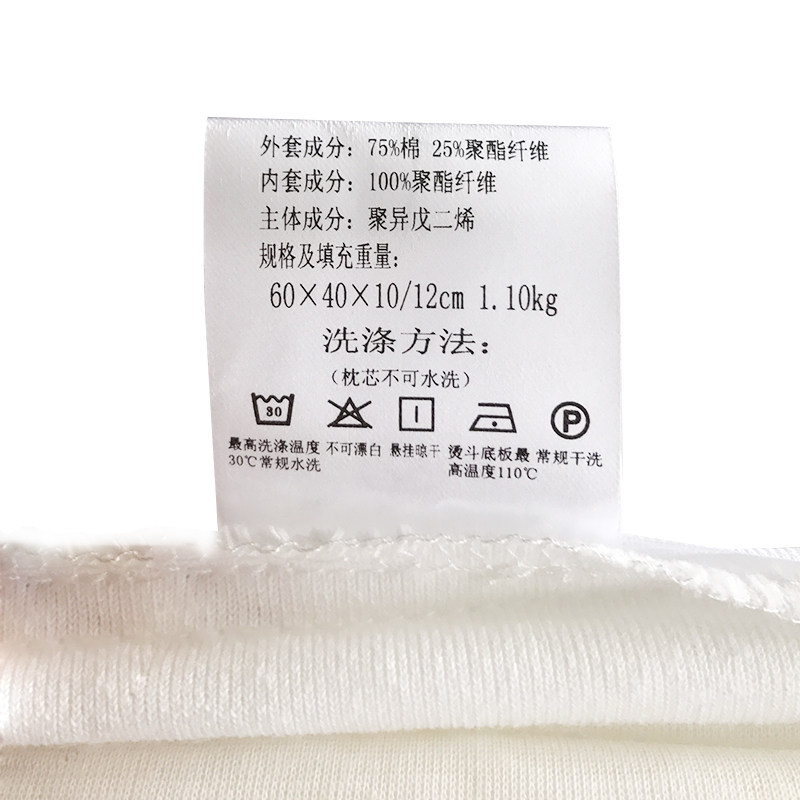 外套成分：75%棉 25%聚酯纤维
内套成分：100%聚酯纤维
主体成分：聚异戊二烯
规格及填充重量：
60×40×10/12cm 1.10kg
洗涤方法：
（枕芯不可水洗）
30 P
最高洗涤温度 不可漂白 悬挂晾干 熨斗底板最 常规干洗
30℃常规水洗 高温度110℃